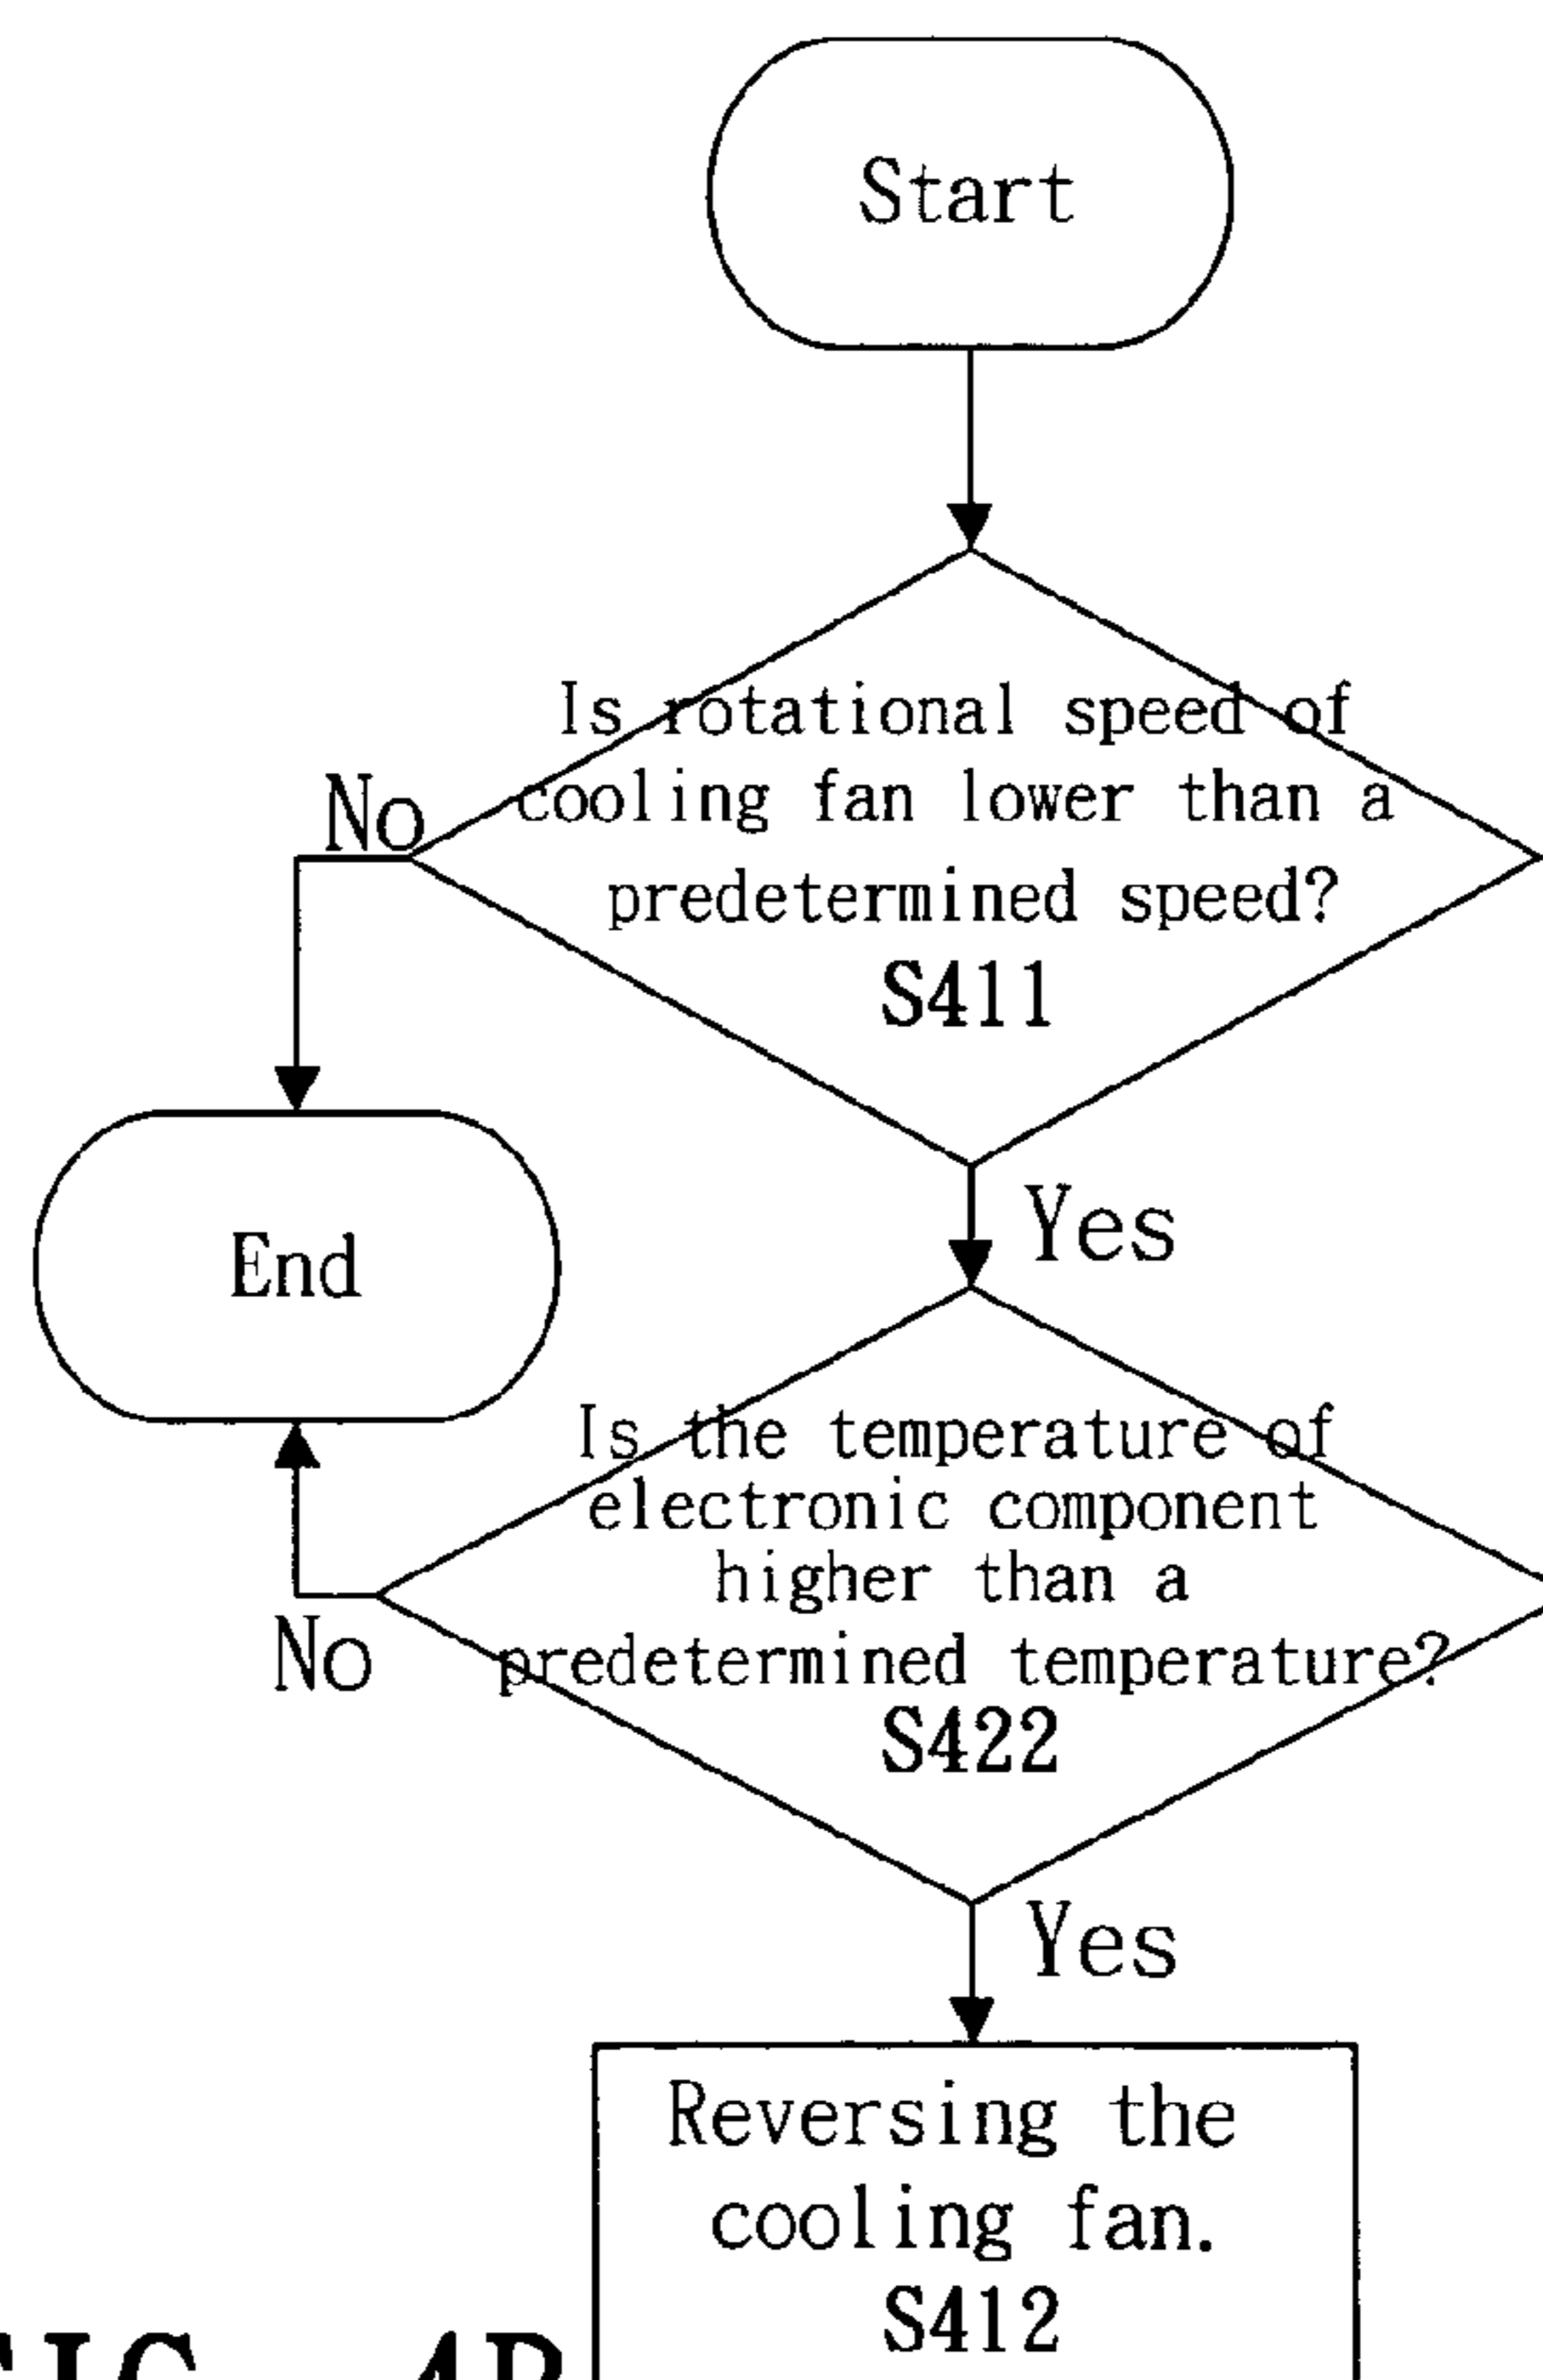 Start
Is rotational speed of
cooling fan lower than a
predetermined speed?
S411
No
Yes
End
Is the temperature of
electronic component
higher than a
predetermined temperature?
S422
No
Yes
Reversing the
cooling fan.
S412